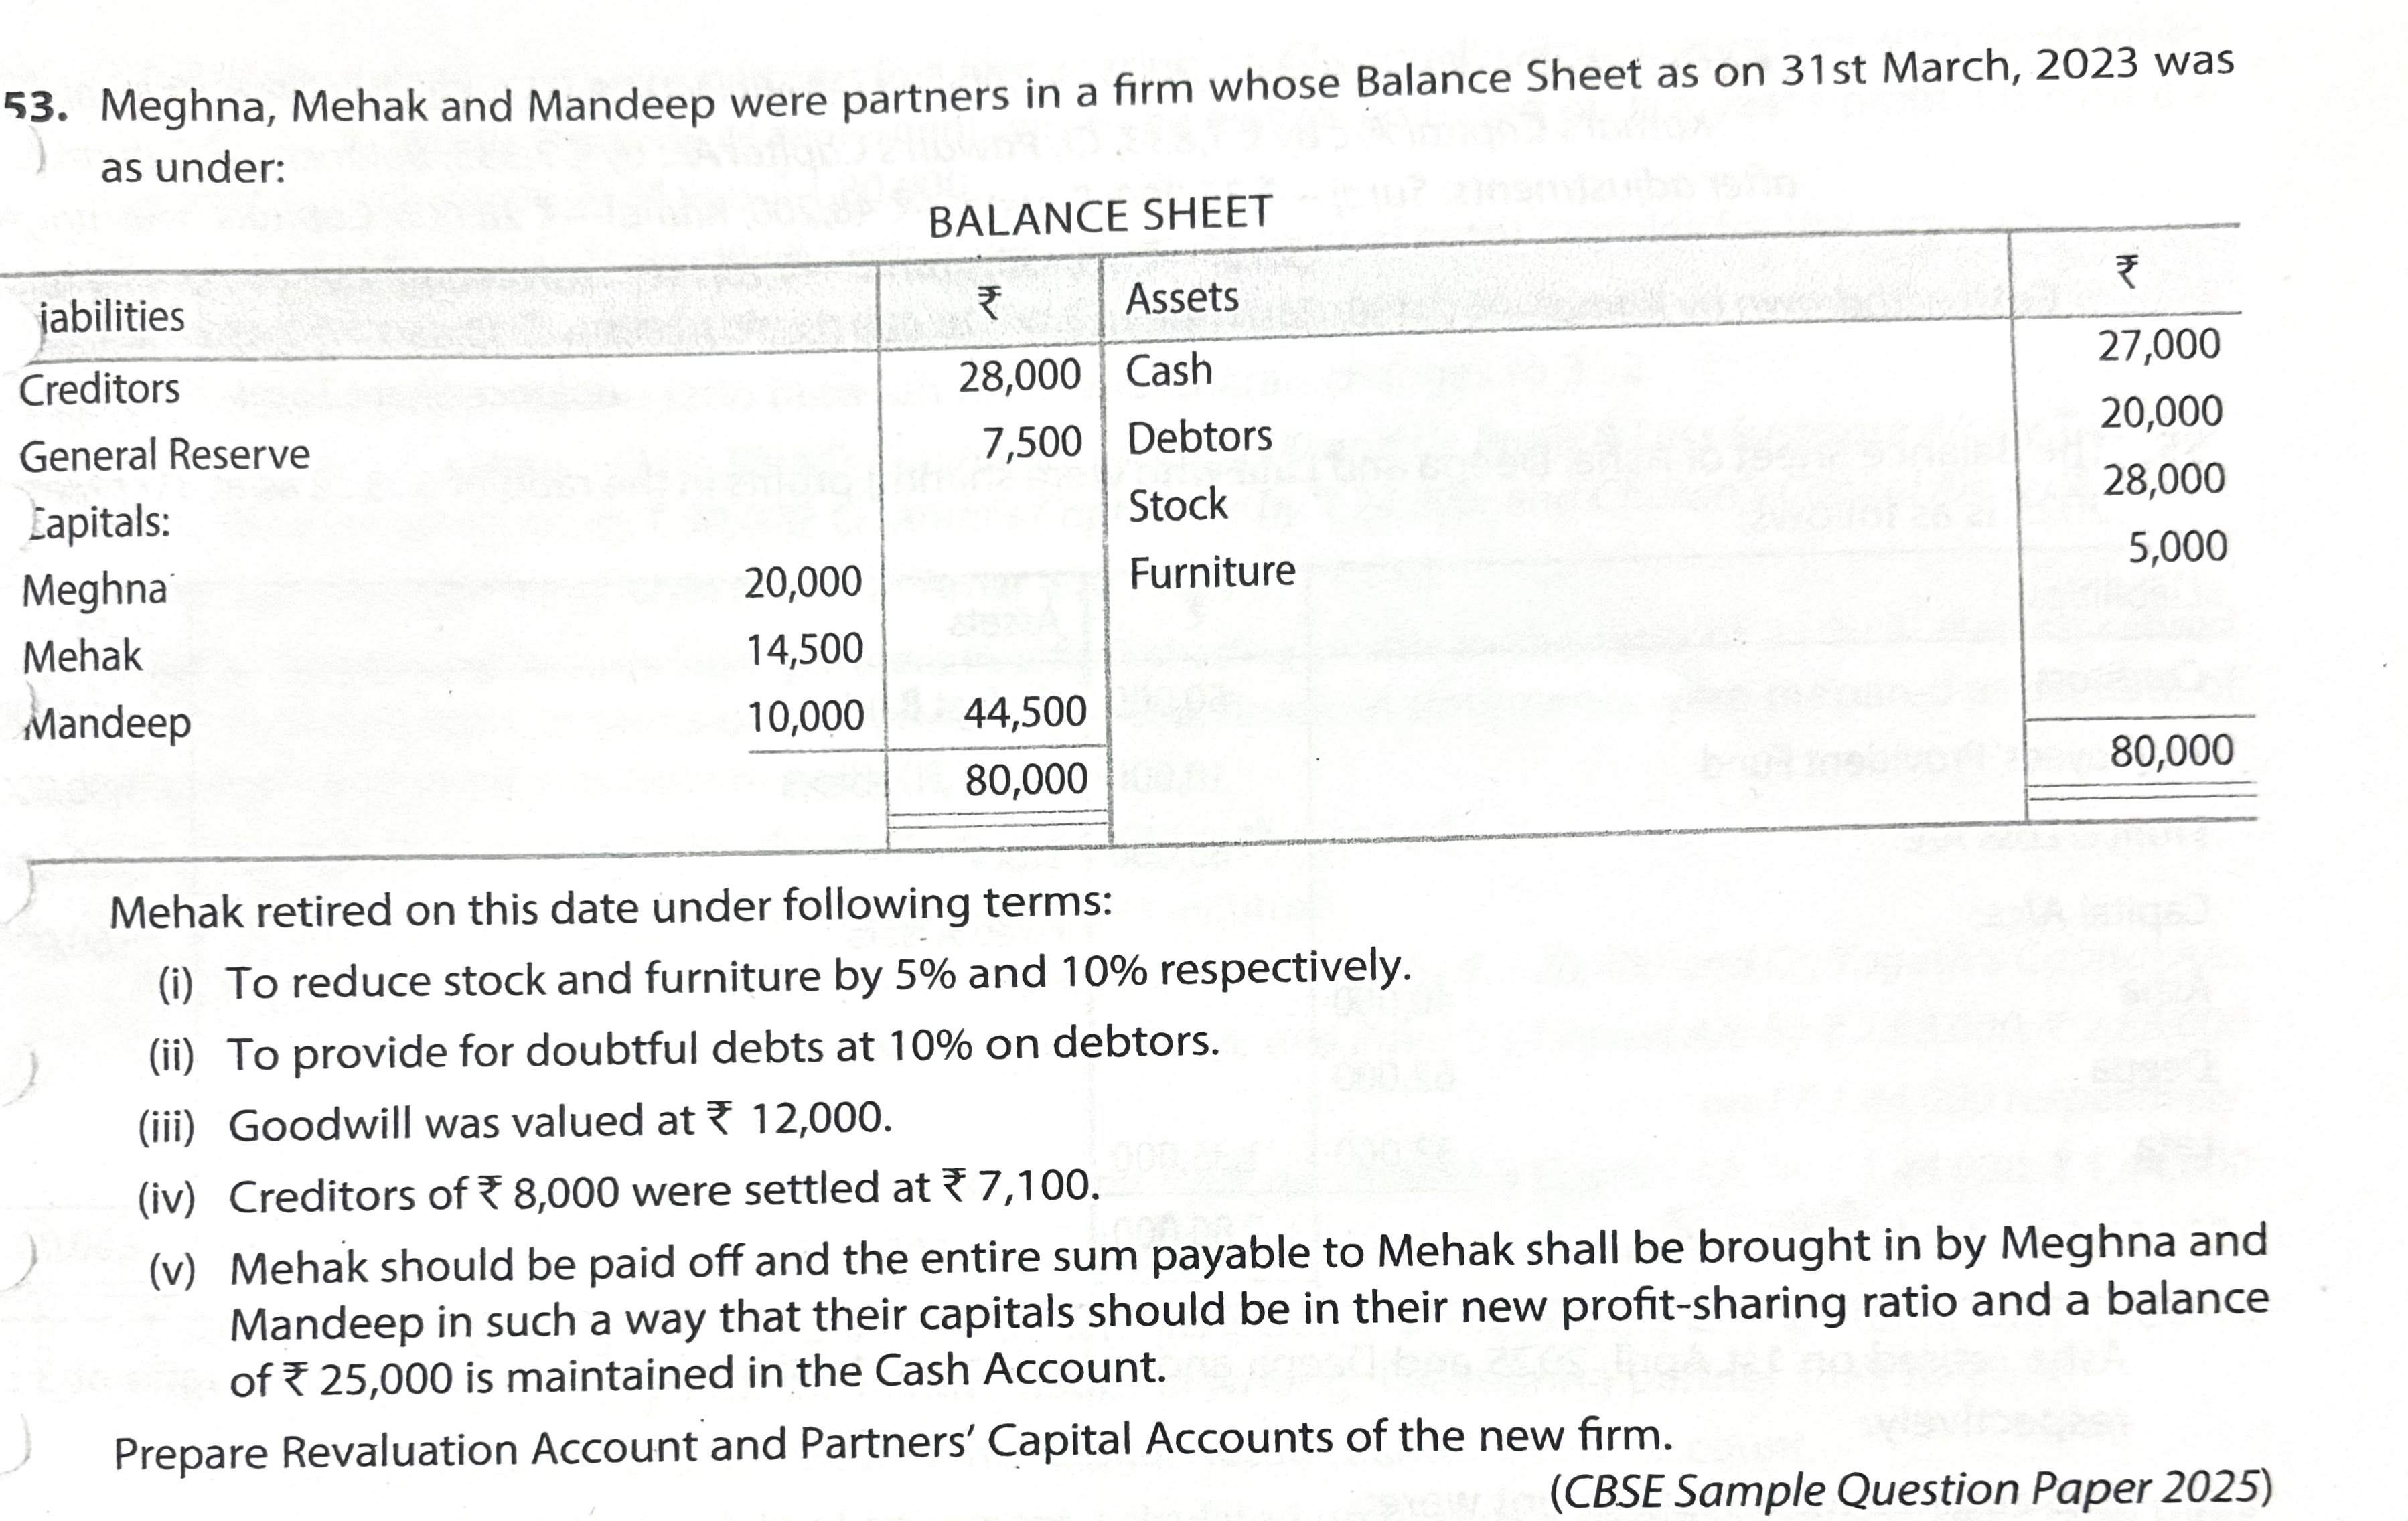 53. Meghna, Mehak and Mandeep were partners in a firm whose Balance Sheet as on 31st March, 2023 was
as under:
BALANCE SHEET
iabilities ₹ Assets ₹
Creditors 28,000 Cash 27,000
General Reserve 7,500 Debtors 20,000
Capitals: Stock 28,000
Meghna 20,000 Furniture 5,000
Mehak 14,500
Mandeep 10,000 44,500
80,000 80,000
Mehak retired on this date under following terms:
(i) To reduce stock and furniture by 5% and 10% respectively.
(ii) To provide for doubtful debts at 10% on debtors.
(iii) Goodwill was valued at ₹ 12,000.
(iv) Creditors of ₹ 8,000 were settled at ₹ 7,100.
(v) Mehak should be paid off and the entire sum payable to Mehak shall be brought in by Meghna and
Mandeep in such a way that their capitals should be in their new profit-sharing ratio and a balance
of ₹ 25,000 is maintained in the Cash Account.
Prepare Revaluation Account and Partners' Capital Accounts of the new firm.
(CBSE Sample Question Paper 2025)